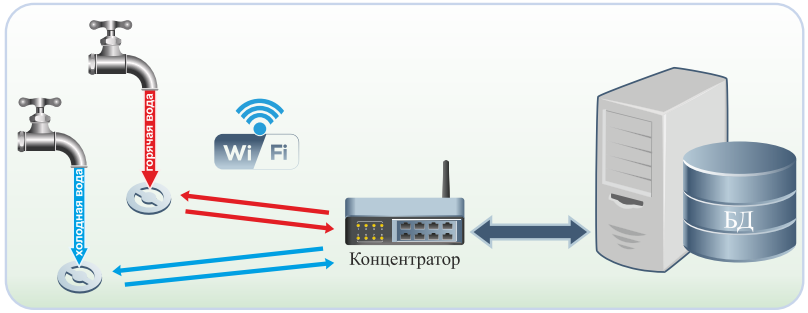 горячая вода
холодная вода
Wi Fi
Концентратор
БД